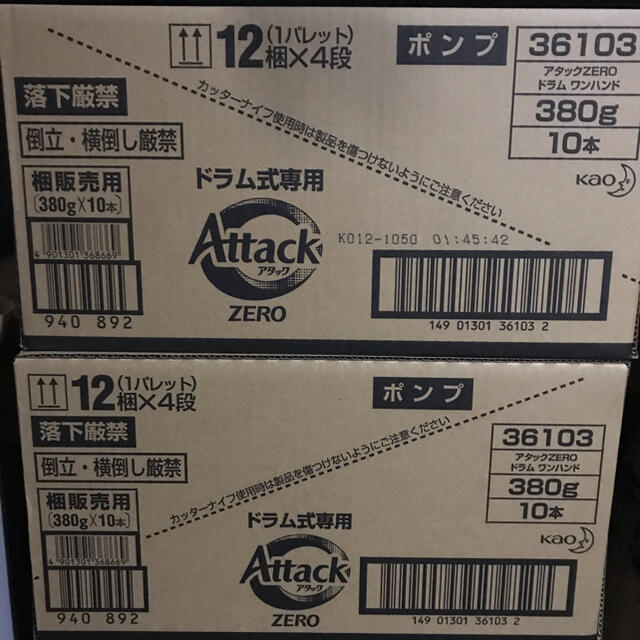 12 (1パレット)
梱×4段
ポンプ
36103
アタックZERO
ドラム ワンハンド
380g
10本
Kao
落下厳禁
倒立・横倒し厳禁
カッターナイフ使用時は製品を傷つけないようにご注意ください
梱販売用
(380g×10本)
4 901301 368669
940 892
ドラム式専用
Attack
アタック
ZERO
K012-1050 01:45:42
149 01301 36103 2
12 (1パレット)
梱×4段
ポンプ
36103
アタックZERO
ドラム ワンハンド
380g
10本
Kao
落下厳禁
倒立・横倒し厳禁
カッターナイフ使用時は製品を傷つけないようにご注意ください
梱販売用
(380g×10本)
4 901301 368669
940 892
ドラム式専用
Attack
アタック
ZERO
149 01301 36103 2